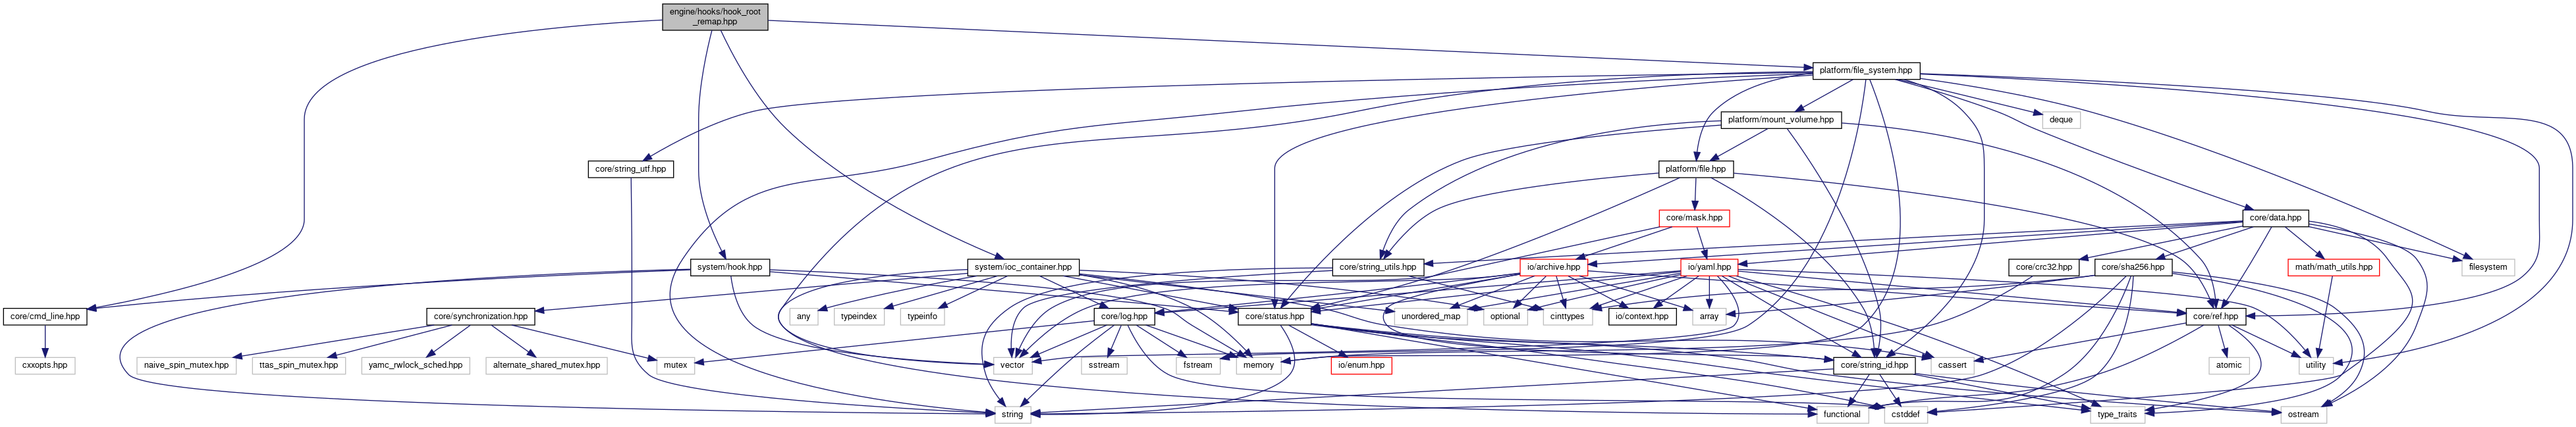 engine/hooks/hook_root
_remap.hpp
platform/file_system.hpp
platform/mount_volume.hpp
deque
core/string_utf.hpp
platform/file.hpp
core/mask.hpp
core/data.hpp
system/hook.hpp
system/ioc_container.hpp
core/string_utils.hpp
io/archive.hpp
io/yaml.hpp
core/crc32.hpp
core/sha256.hpp
math/math_utils.hpp
filesystem
core/cmd_line.hpp
core/synchronization.hpp
any
typeindex
typeinfo
core/log.hpp
core/status.hpp
unordered_map
optional
cinttypes
io/context.hpp
array
core/ref.hpp
cxxopts.hpp
naive_spin_mutex.hpp
ttas_spin_mutex.hpp
yamc_rwlock_sched.hpp
alternate_shared_mutex.hpp
mutex
sstream
fstream
vector
memory
io/enum.hpp
core/string_id.hpp
cassert
atomic
utility
string
functional
cstddef
type_traits
ostream